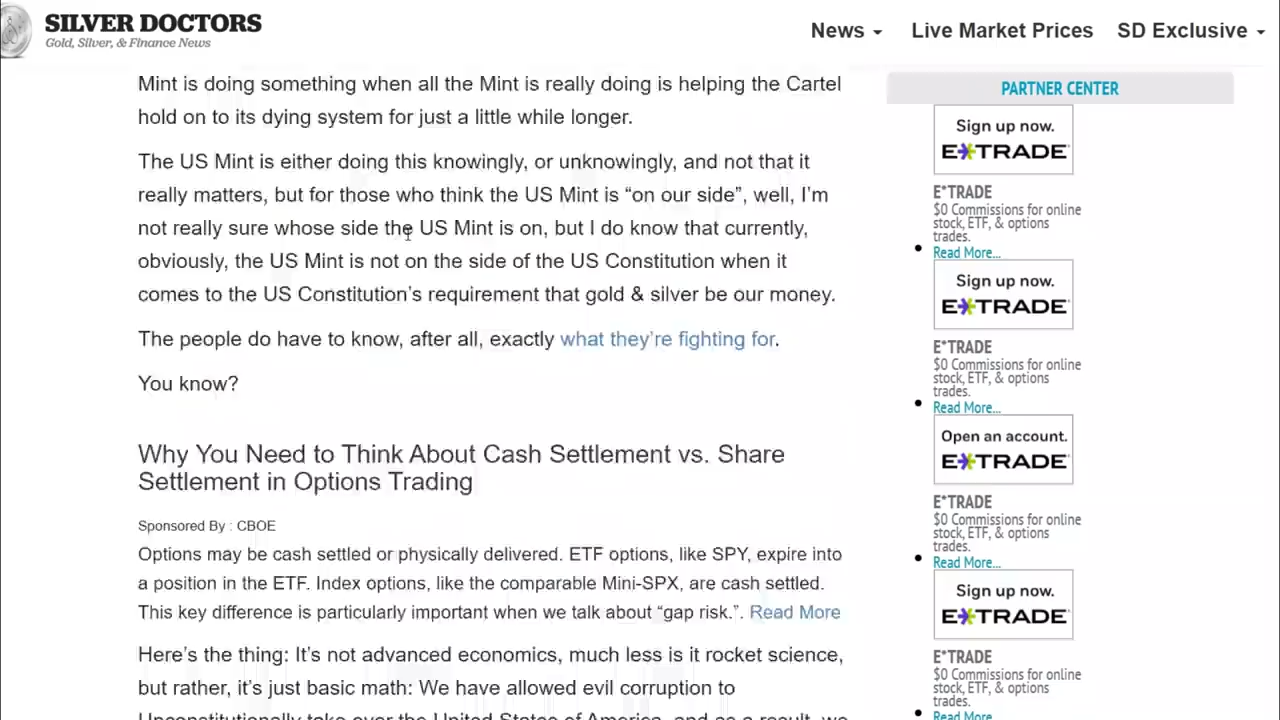 SILVER DOCTORS
Gold, Silver, & Finance News
News
Live Market Prices
SD Exclusive
Mint is doing something when all the Mint is really doing is helping the Cartel
hold on to its dying system for just a little while longer.
The US Mint is either doing this knowingly, or unknowingly, and not that it
really matters, but for those who think the US Mint is “on our side”, well, I’m
not really sure whose side the US Mint is on, but I do know that currently,
obviously, the US Mint is not on the side of the US Constitution when it
comes to the US Constitution’s requirement that gold & silver be our money.
The people do have to know, after all, exactly what they’re fighting for.
You know?
Why You Need to Think About Cash Settlement vs. Share
Settlement in Options Trading
Sponsored By : CBOE
Options may be cash settled or physically delivered. ETF options, like SPY, expire into
a position in the ETF. Index options, like the comparable Mini-SPX, are cash settled.
This key difference is particularly important when we talk about “gap risk.”. Read More
Here’s the thing: It’s not advanced economics, much less is it rocket science,
but rather, it’s just basic math: We have allowed evil corruption to
Unconstitutionally take over the United States of America, and as a result, we
PARTNER CENTER
Sign up now.
E*TRADE
E*TRADE
$0 Commissions for online
stock, ETF, & options
trades.
Read More...
Sign up now.
E*TRADE
E*TRADE
$0 Commissions for online
stock, ETF, & options
trades.
Read More...
Open an account.
E*TRADE
E*TRADE
$0 Commissions for online
stock, ETF, & options
trades.
Read More...
Sign up now.
E*TRADE
E*TRADE
$0 Commissions for online
stock, ETF, & options
trades.
Read More...